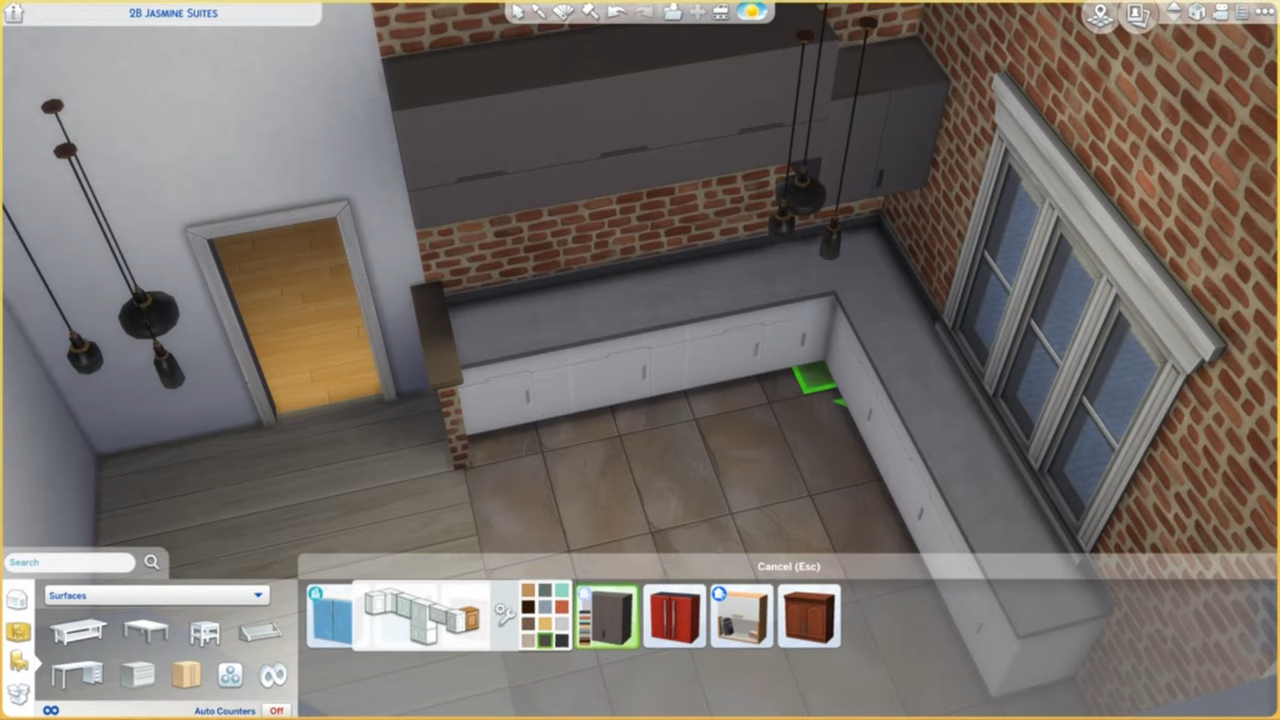 2B JASMINE SUITES
Cancel (Esc)
Search
Surfaces
Auto Counters Off